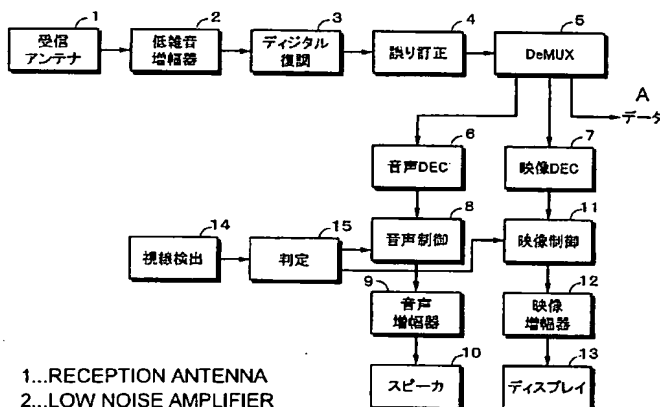 1
受信
アンテナ
2
低雑音
増幅器
3
ディジタル
復調
4
誤り訂正
5
DeMUX
A
データ
6
音声DEC
7
映像DEC
14
視線検出
15
判定
8
音声制御
11
映像制御
9
音声
増幅器
12
映像
増幅器
10
スピーカ
13
ディスプレイ
1...RECEPTION ANTENNA
2...LOW NOISE AMPLIFIER